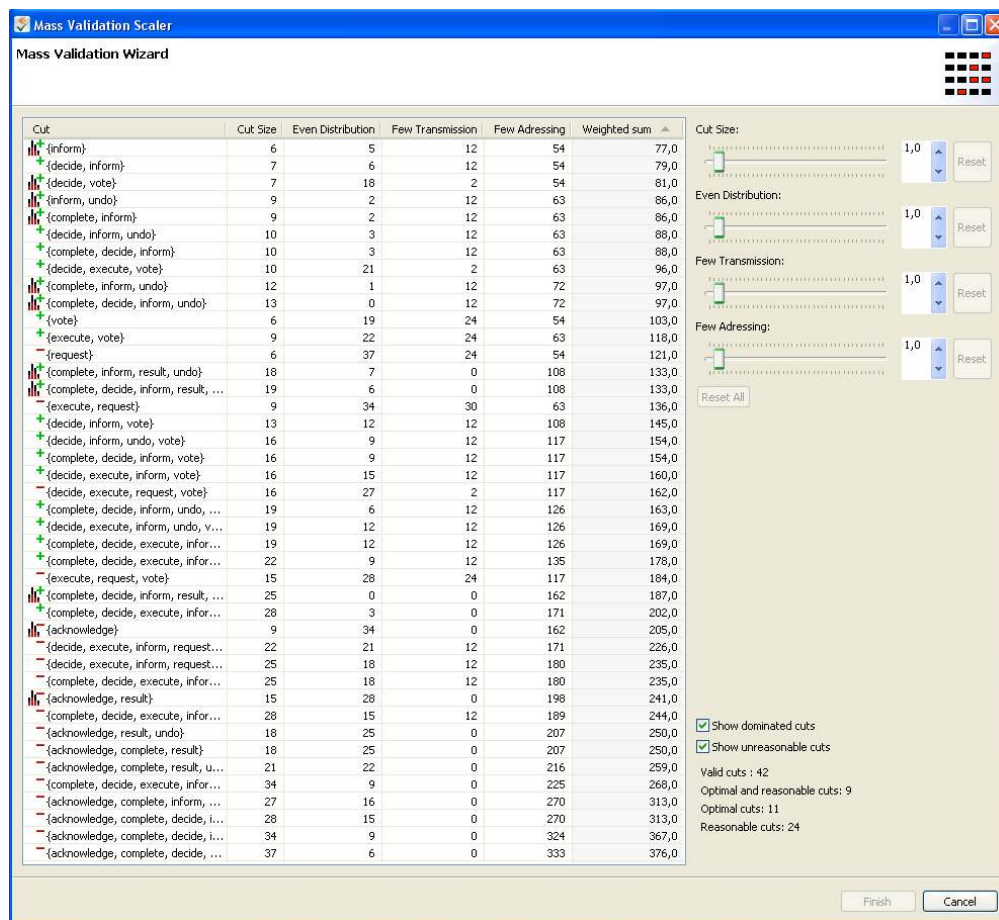 Mass Validation Scaler
Mass Validation Wizard
Cut Cut Size Even Distribution Few Transmission Few Adressing Weighted sum
{inform} 6 5 12 54 77,0
{decide, inform} 7 6 12 54 79,0
{decide, vote} 7 18 2 54 81,0
{inform, undo} 9 2 12 63 86,0
{complete, inform} 9 2 12 63 86,0
{decide, inform, undo} 10 3 12 63 88,0
{complete, decide, inform} 10 3 12 63 88,0
{decide, execute, vote} 10 21 2 63 96,0
{complete, inform, undo} 12 1 12 72 97,0
{complete, decide, inform, undo} 13 0 12 72 97,0
{vote} 6 19 24 54 103,0
{execute, vote} 9 22 24 63 118,0
{request} 6 37 24 54 121,0
{complete, inform, result, undo} 18 7 0 108 133,0
{complete, decide, inform, result, ... 19 6 0 108 133,0
{execute, request} 9 34 30 63 136,0
{decide, inform, vote} 13 12 12 108 145,0
{decide, inform, undo, vote} 16 9 12 117 154,0
{complete, decide, inform, vote} 16 9 12 117 154,0
{decide, execute, inform, vote} 16 15 12 117 160,0
{decide, execute, request, vote} 16 27 2 117 162,0
{complete, decide, inform, undo, ... 19 6 12 126 163,0
{decide, execute, inform, undo, v... 19 12 12 126 169,0
{complete, decide, execute, infor... 19 12 12 126 169,0
{complete, decide, execute, infor... 22 9 12 135 178,0
{execute, request, vote} 15 28 24 117 184,0
{complete, decide, inform, result, ... 25 0 0 162 187,0
{complete, decide, execute, infor... 28 3 0 171 202,0
{acknowledge} 9 34 0 162 205,0
{decide, execute, inform, request... 22 21 12 171 226,0
{decide, execute, inform, request... 25 18 12 180 235,0
{complete, decide, execute, infor... 25 18 12 180 235,0
{acknowledge, result} 15 28 0 198 241,0
{complete, decide, execute, infor... 28 15 12 189 244,0
{acknowledge, result, undo} 18 25 0 207 250,0
{acknowledge, complete, result} 18 25 0 207 250,0
{acknowledge, complete, result, u... 21 22 0 216 259,0
{complete, decide, execute, infor... 34 9 0 225 268,0
{acknowledge, complete, inform, ... 27 16 0 270 313,0
{acknowledge, complete, decide, i... 28 15 0 270 313,0
{acknowledge, complete, decide, i... 34 9 0 324 367,0
{acknowledge, complete, decide, ... 37 6 0 333 376,0
Cut Size:
1,0 Reset
Even Distribution:
1,0 Reset
Few Transmission:
1,0 Reset
Few Adressing:
1,0 Reset
Reset All
Show dominated cuts
Show unreasonable cuts
Valid cuts : 42
Optimal and reasonable cuts: 9
Optimal cuts: 11
Reasonable cuts: 24
Finish Cancel